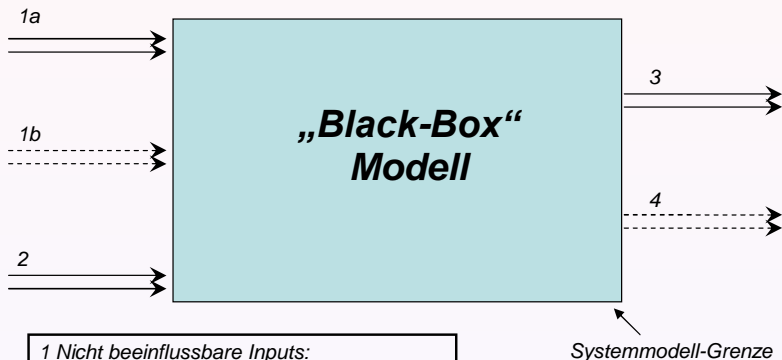 1a
1b
2
„Black-Box“
Modell
3
4
1 Nicht beeinflussbare Inputs:
Systemmodell-Grenze